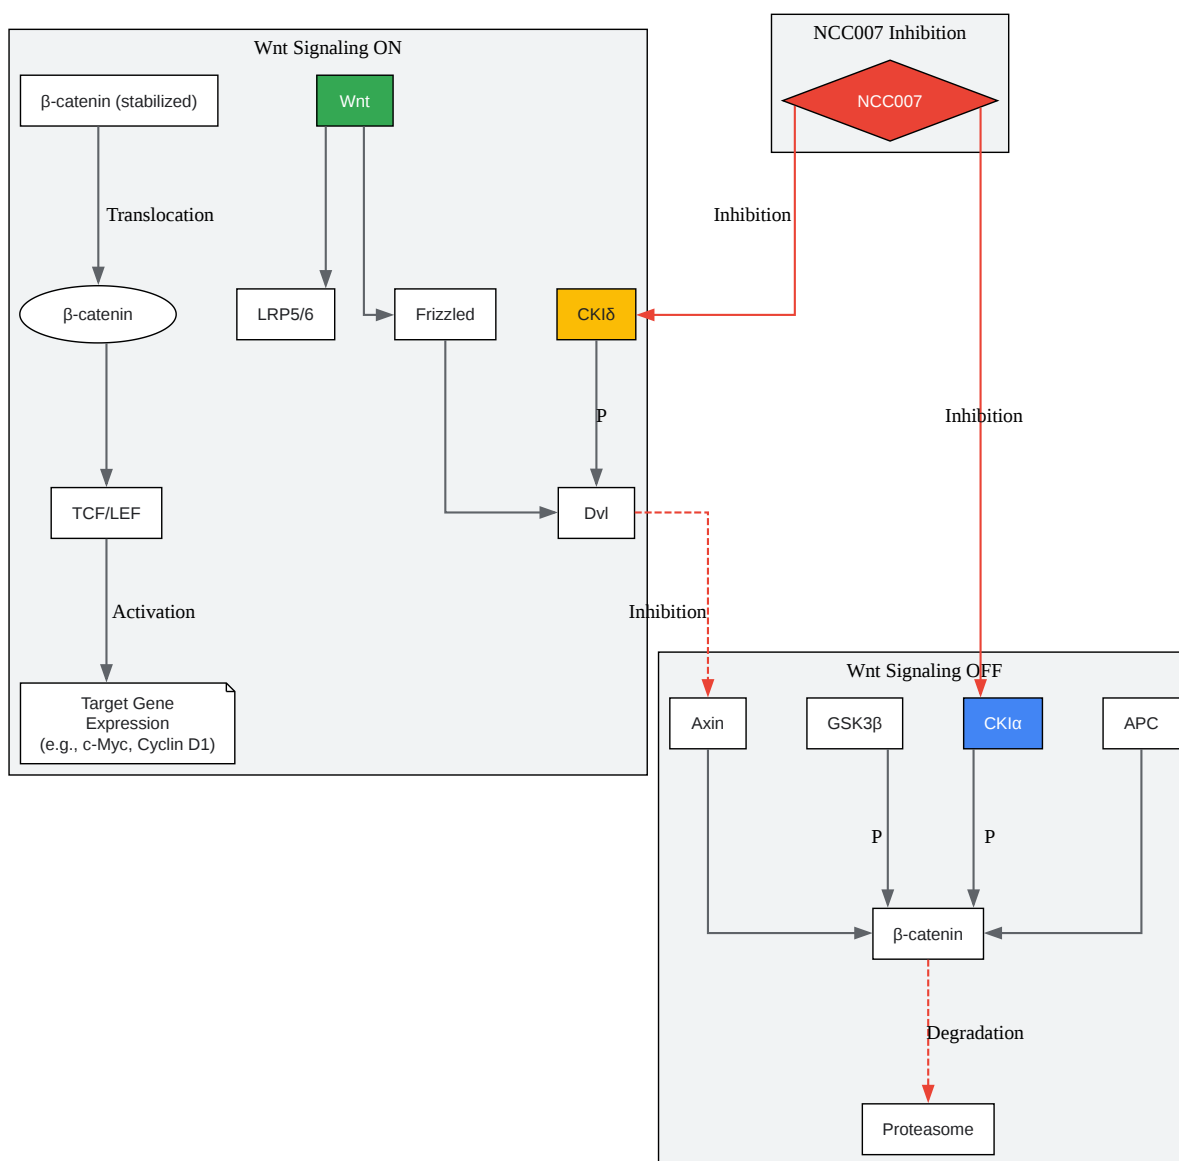 NCC007 Inhibition
NCC007
Wnt Signaling ON
β-catenin (stabilized)
Wnt
Translocation
Inhibition
β-catenin
LRP5/6
Frizzled
CKIδ
P
Inhibition
TCF/LEF
Dvl
Activation
Inhibition
Target Gene
Expression
(e.g., c-Myc, Cyclin D1)
Wnt Signaling OFF
Axin
GSK3β
CKIα
APC
P
P
β-catenin
Degradation
Proteasome